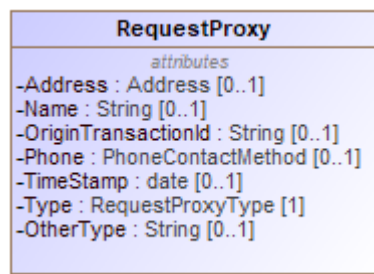 RequestProxy
attributes
-Address : Address [0..1]
-Name : String [0..1]
-OriginTransactionId : String [0..1]
-Phone : PhoneContactMethod [0..1]
-TimeStamp : date [0..1]
-Type : RequestProxyType [1]
-OtherType : String [0..1]